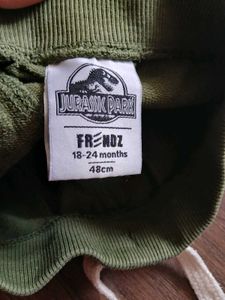 JURASSIC PARK
FRENDZ
18-24 months
48cm